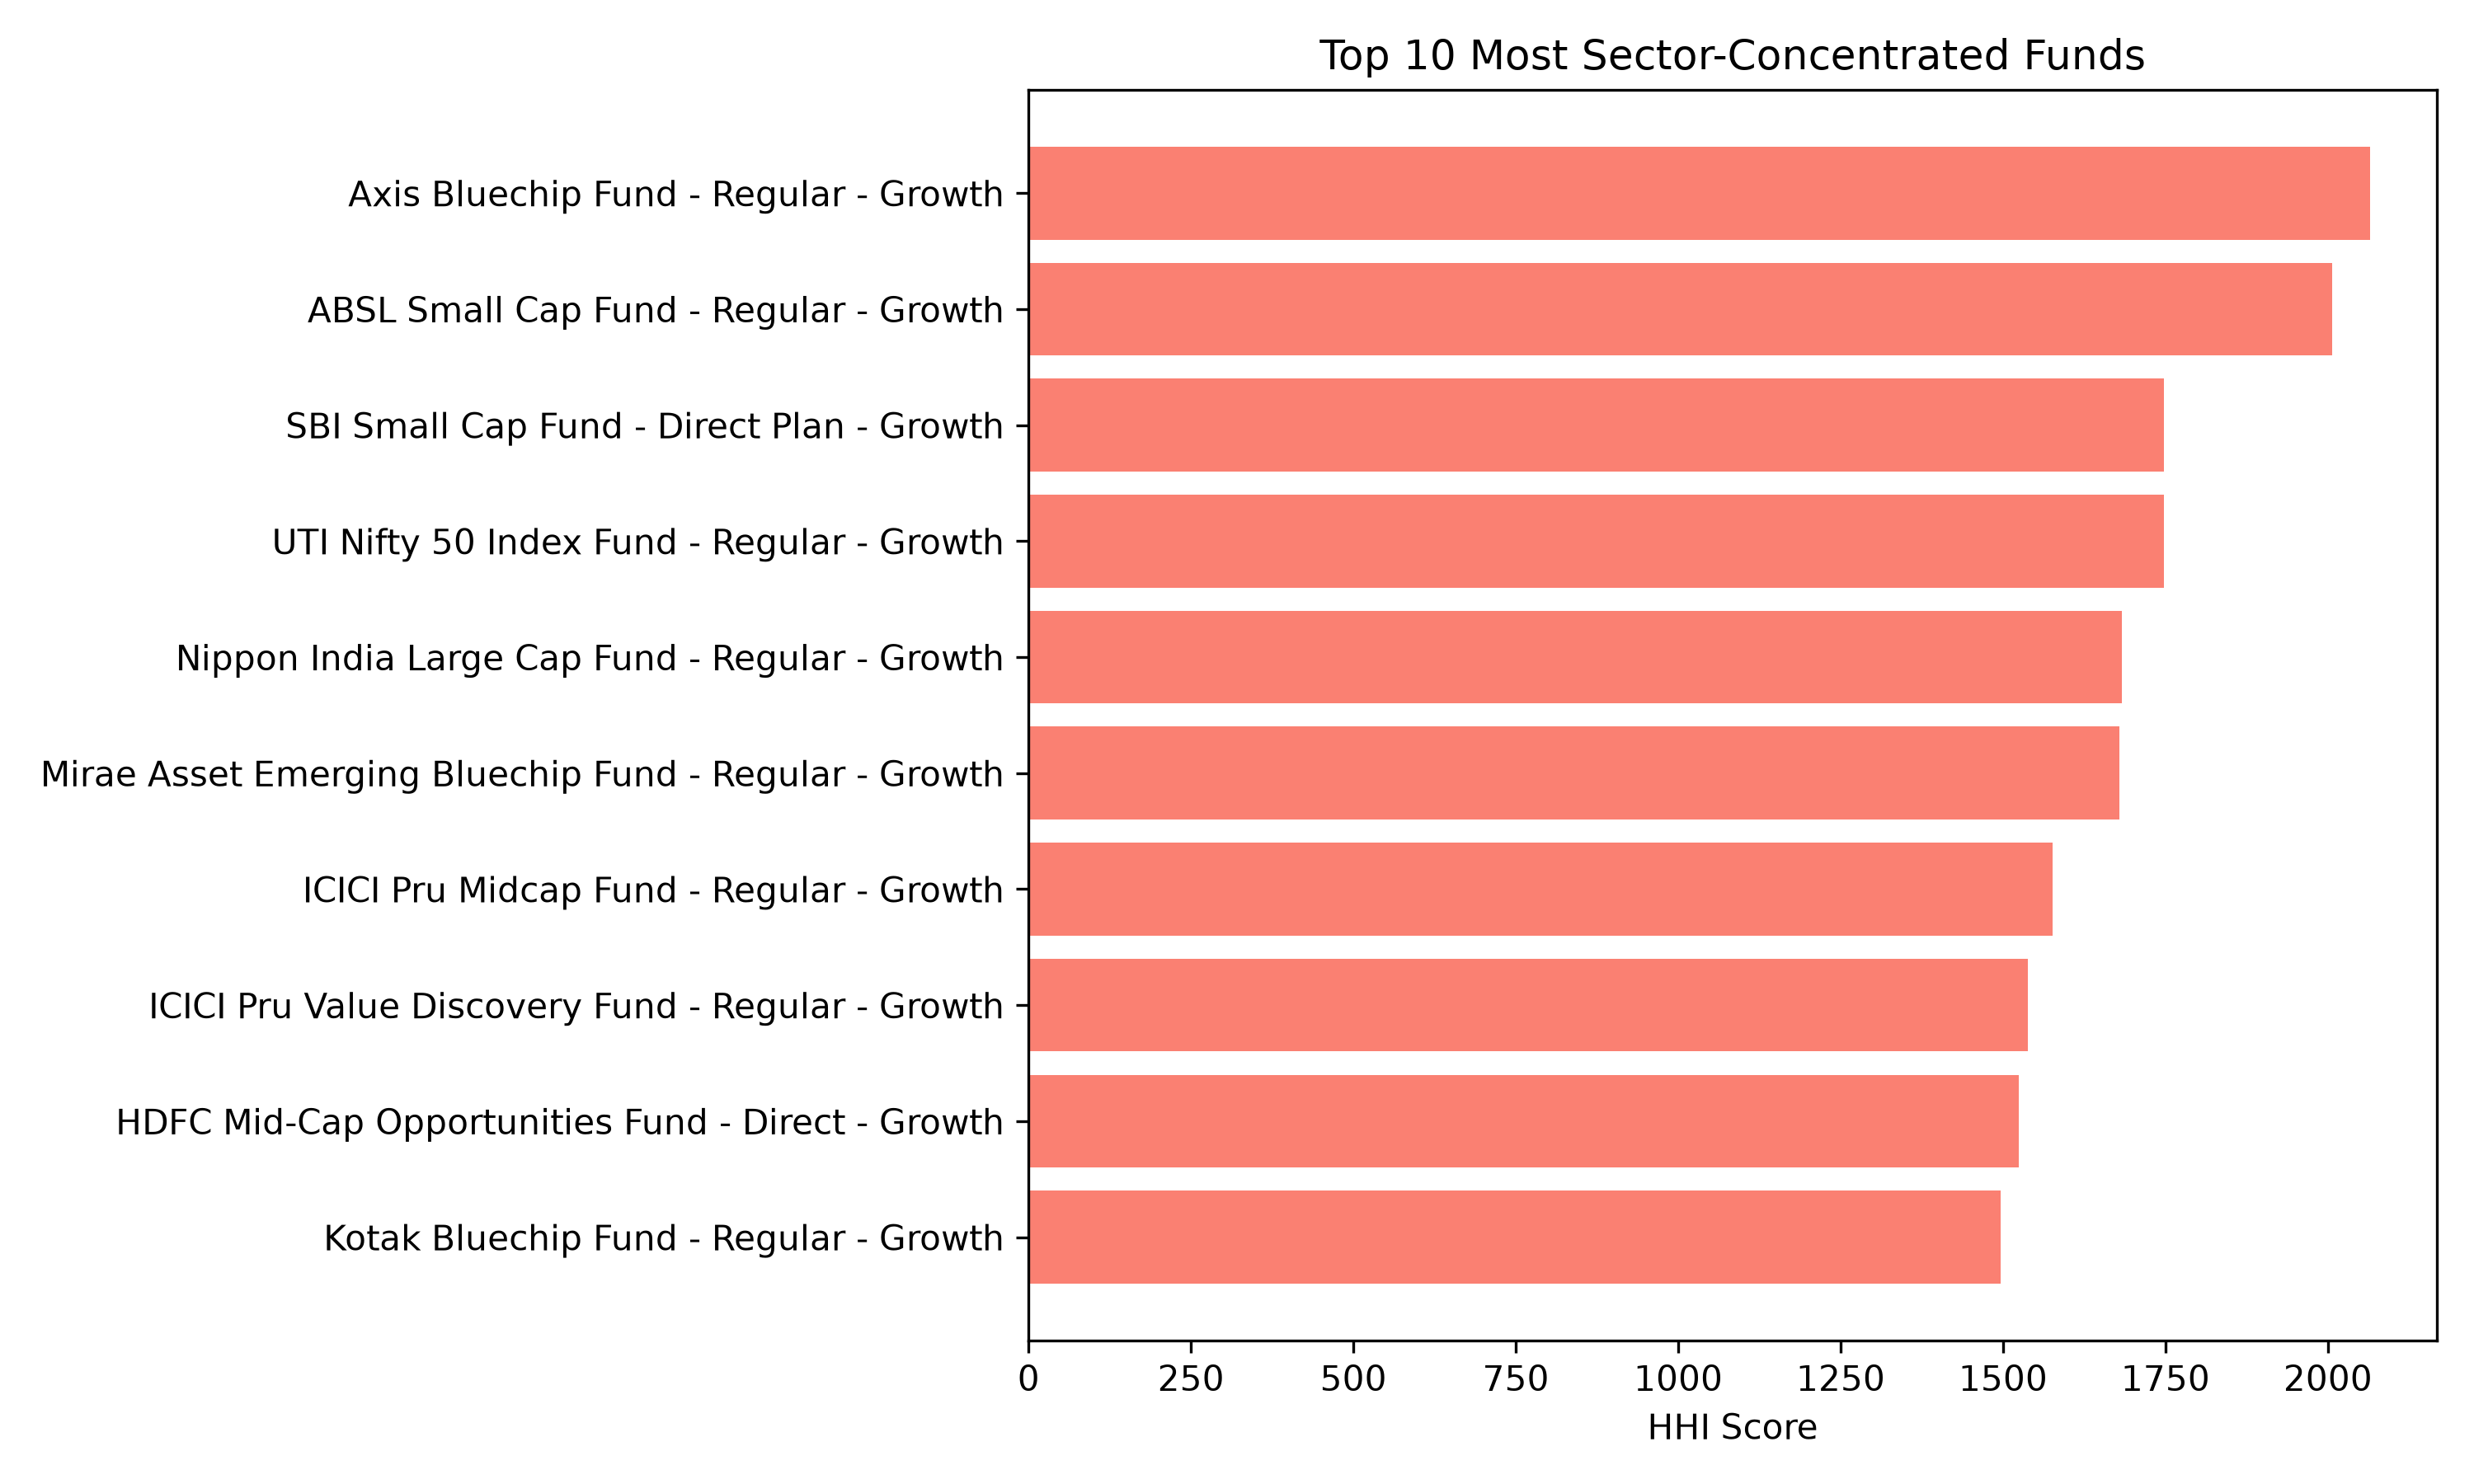 Top 10 Most Sector-Concentrated Funds
Axis Bluechip Fund - Regular - Growth
ABSL Small Cap Fund - Regular - Growth
SBI Small Cap Fund - Direct Plan - Growth
UTI Nifty 50 Index Fund - Regular - Growth
Nippon India Large Cap Fund - Regular - Growth
Mirae Asset Emerging Bluechip Fund - Regular - Growth
ICICI Pru Midcap Fund - Regular - Growth
ICICI Pru Value Discovery Fund - Regular - Growth
HDFC Mid-Cap Opportunities Fund - Direct - Growth
Kotak Bluechip Fund - Regular - Growth
0 250 500 750 1000 1250 1500 1750 2000
HHI Score